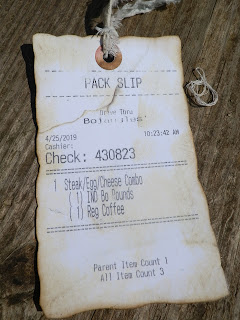 PACK SLIP
Drive Thru
Bojangles'
4/25/2019 10:23:42 AM
Cashier:
Check: 430823
1 Steak/Egg/Cheese Combo
(1) IND Bo Rounds
(1) Reg Coffee
Parent Item Count 1
All Item Count 3